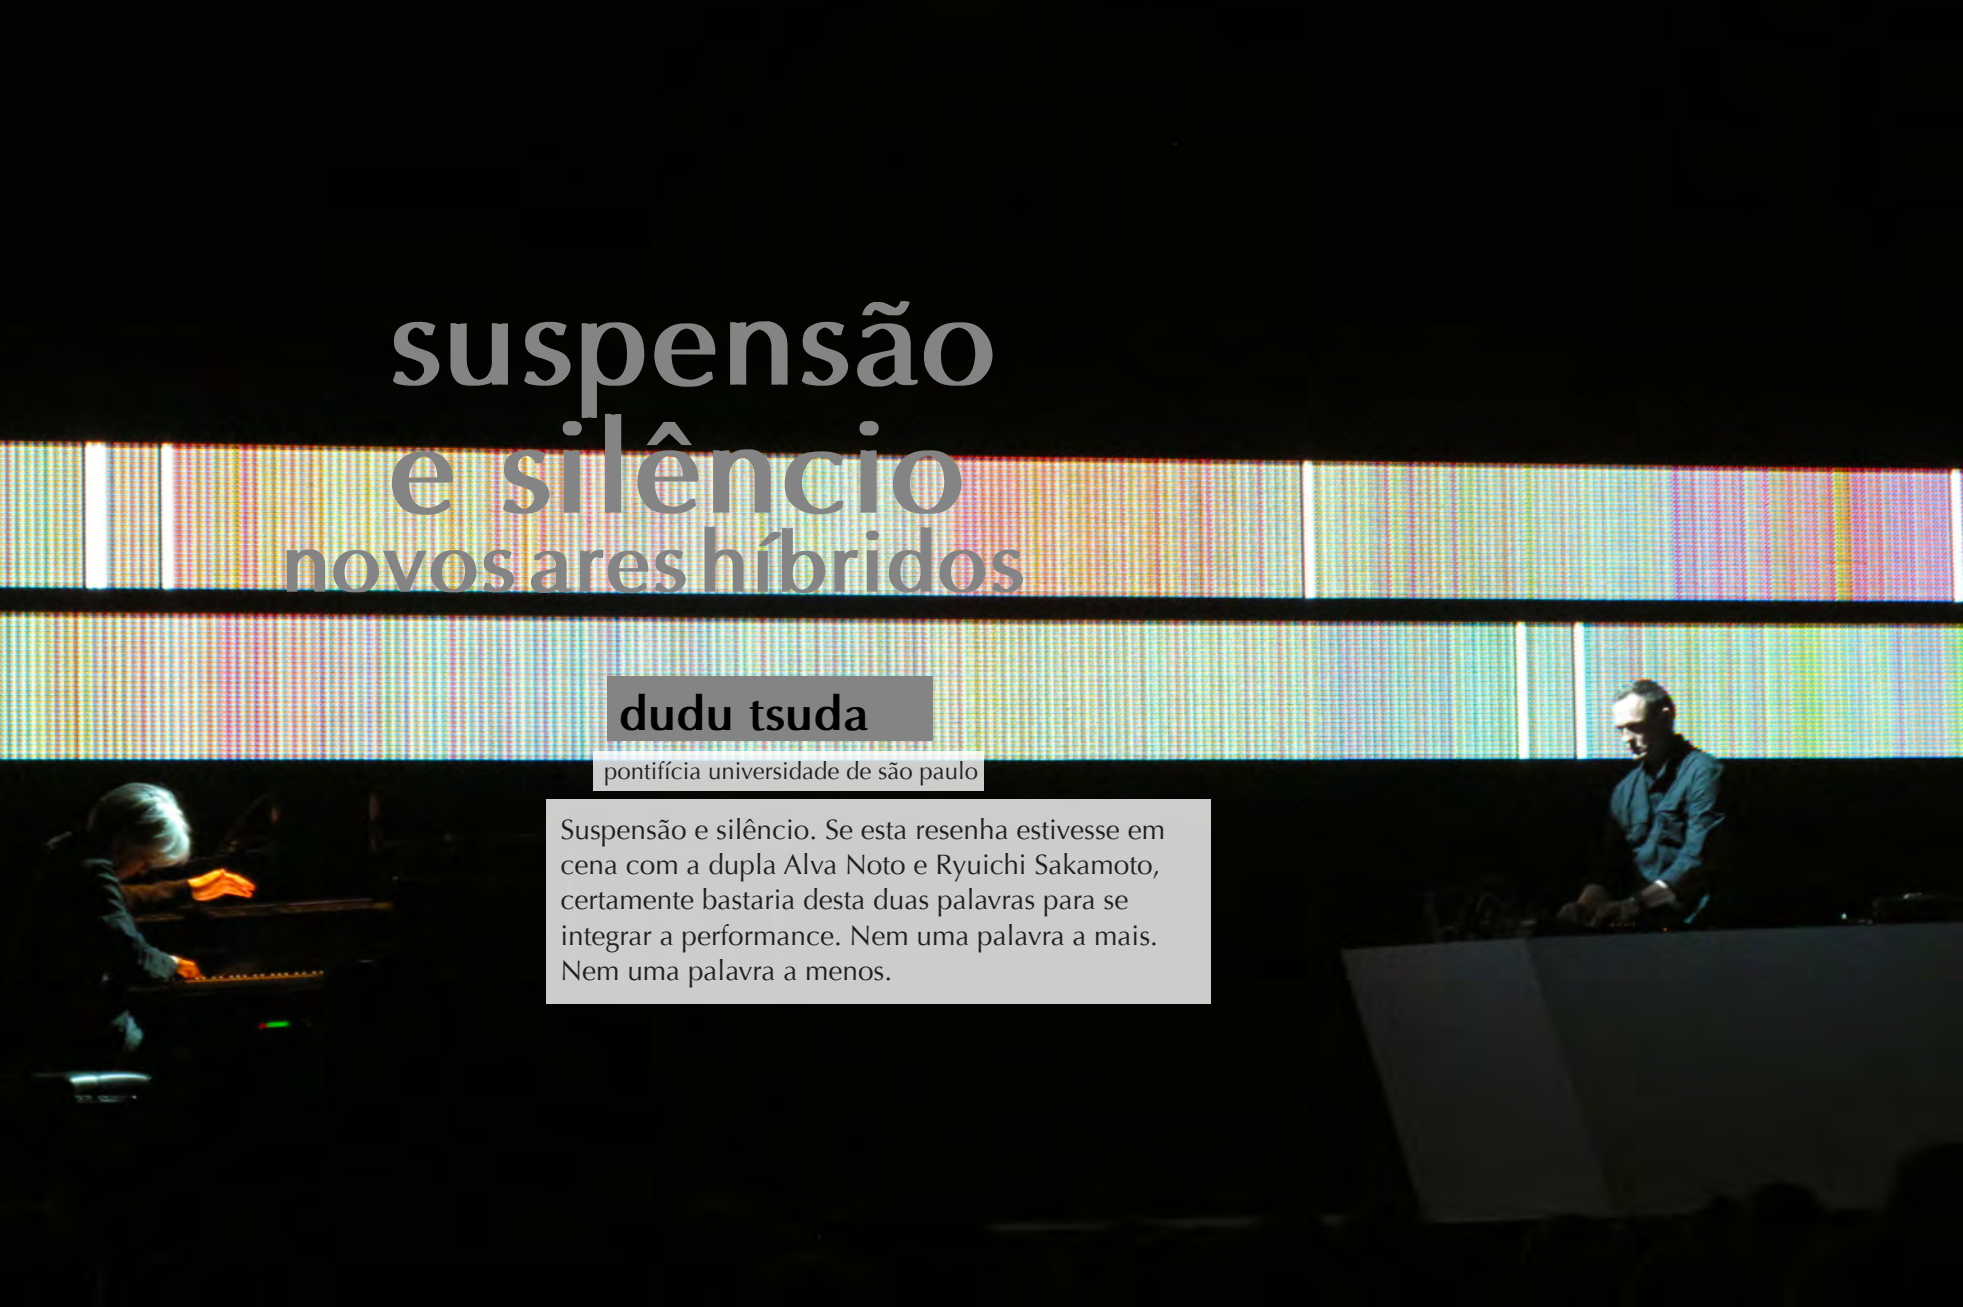 suspensão
e silêncio
novos ares híbridos
dudu tsuda
pontifícia universidade de são paulo
Suspensão e silêncio. Se esta resenha estivesse em
cena com a dupla Alva Noto e Ryuichi Sakamoto,
certamente bastaria desta duas palavras para se
integrar a performance. Nem uma palavra a mais.
Nem uma palavra a menos.